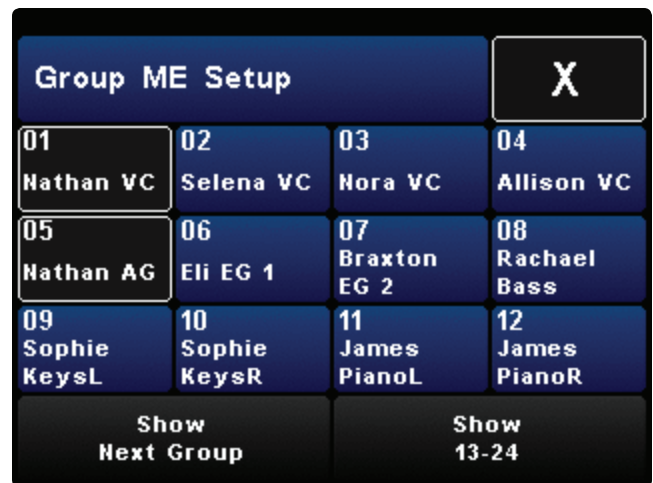 Group ME Setup
X
01
Nathan VC
02
Selena VC
03
Nora VC
04
Allison VC
05
Nathan AG
06
Eli EG 1
07
Braxton
EG 2
08
Rachael
Bass
09
Sophie
KeysL
10
Sophie
KeysR
11
James
PianoL
12
James
PianoR
Show
Next Group
Show
13-24